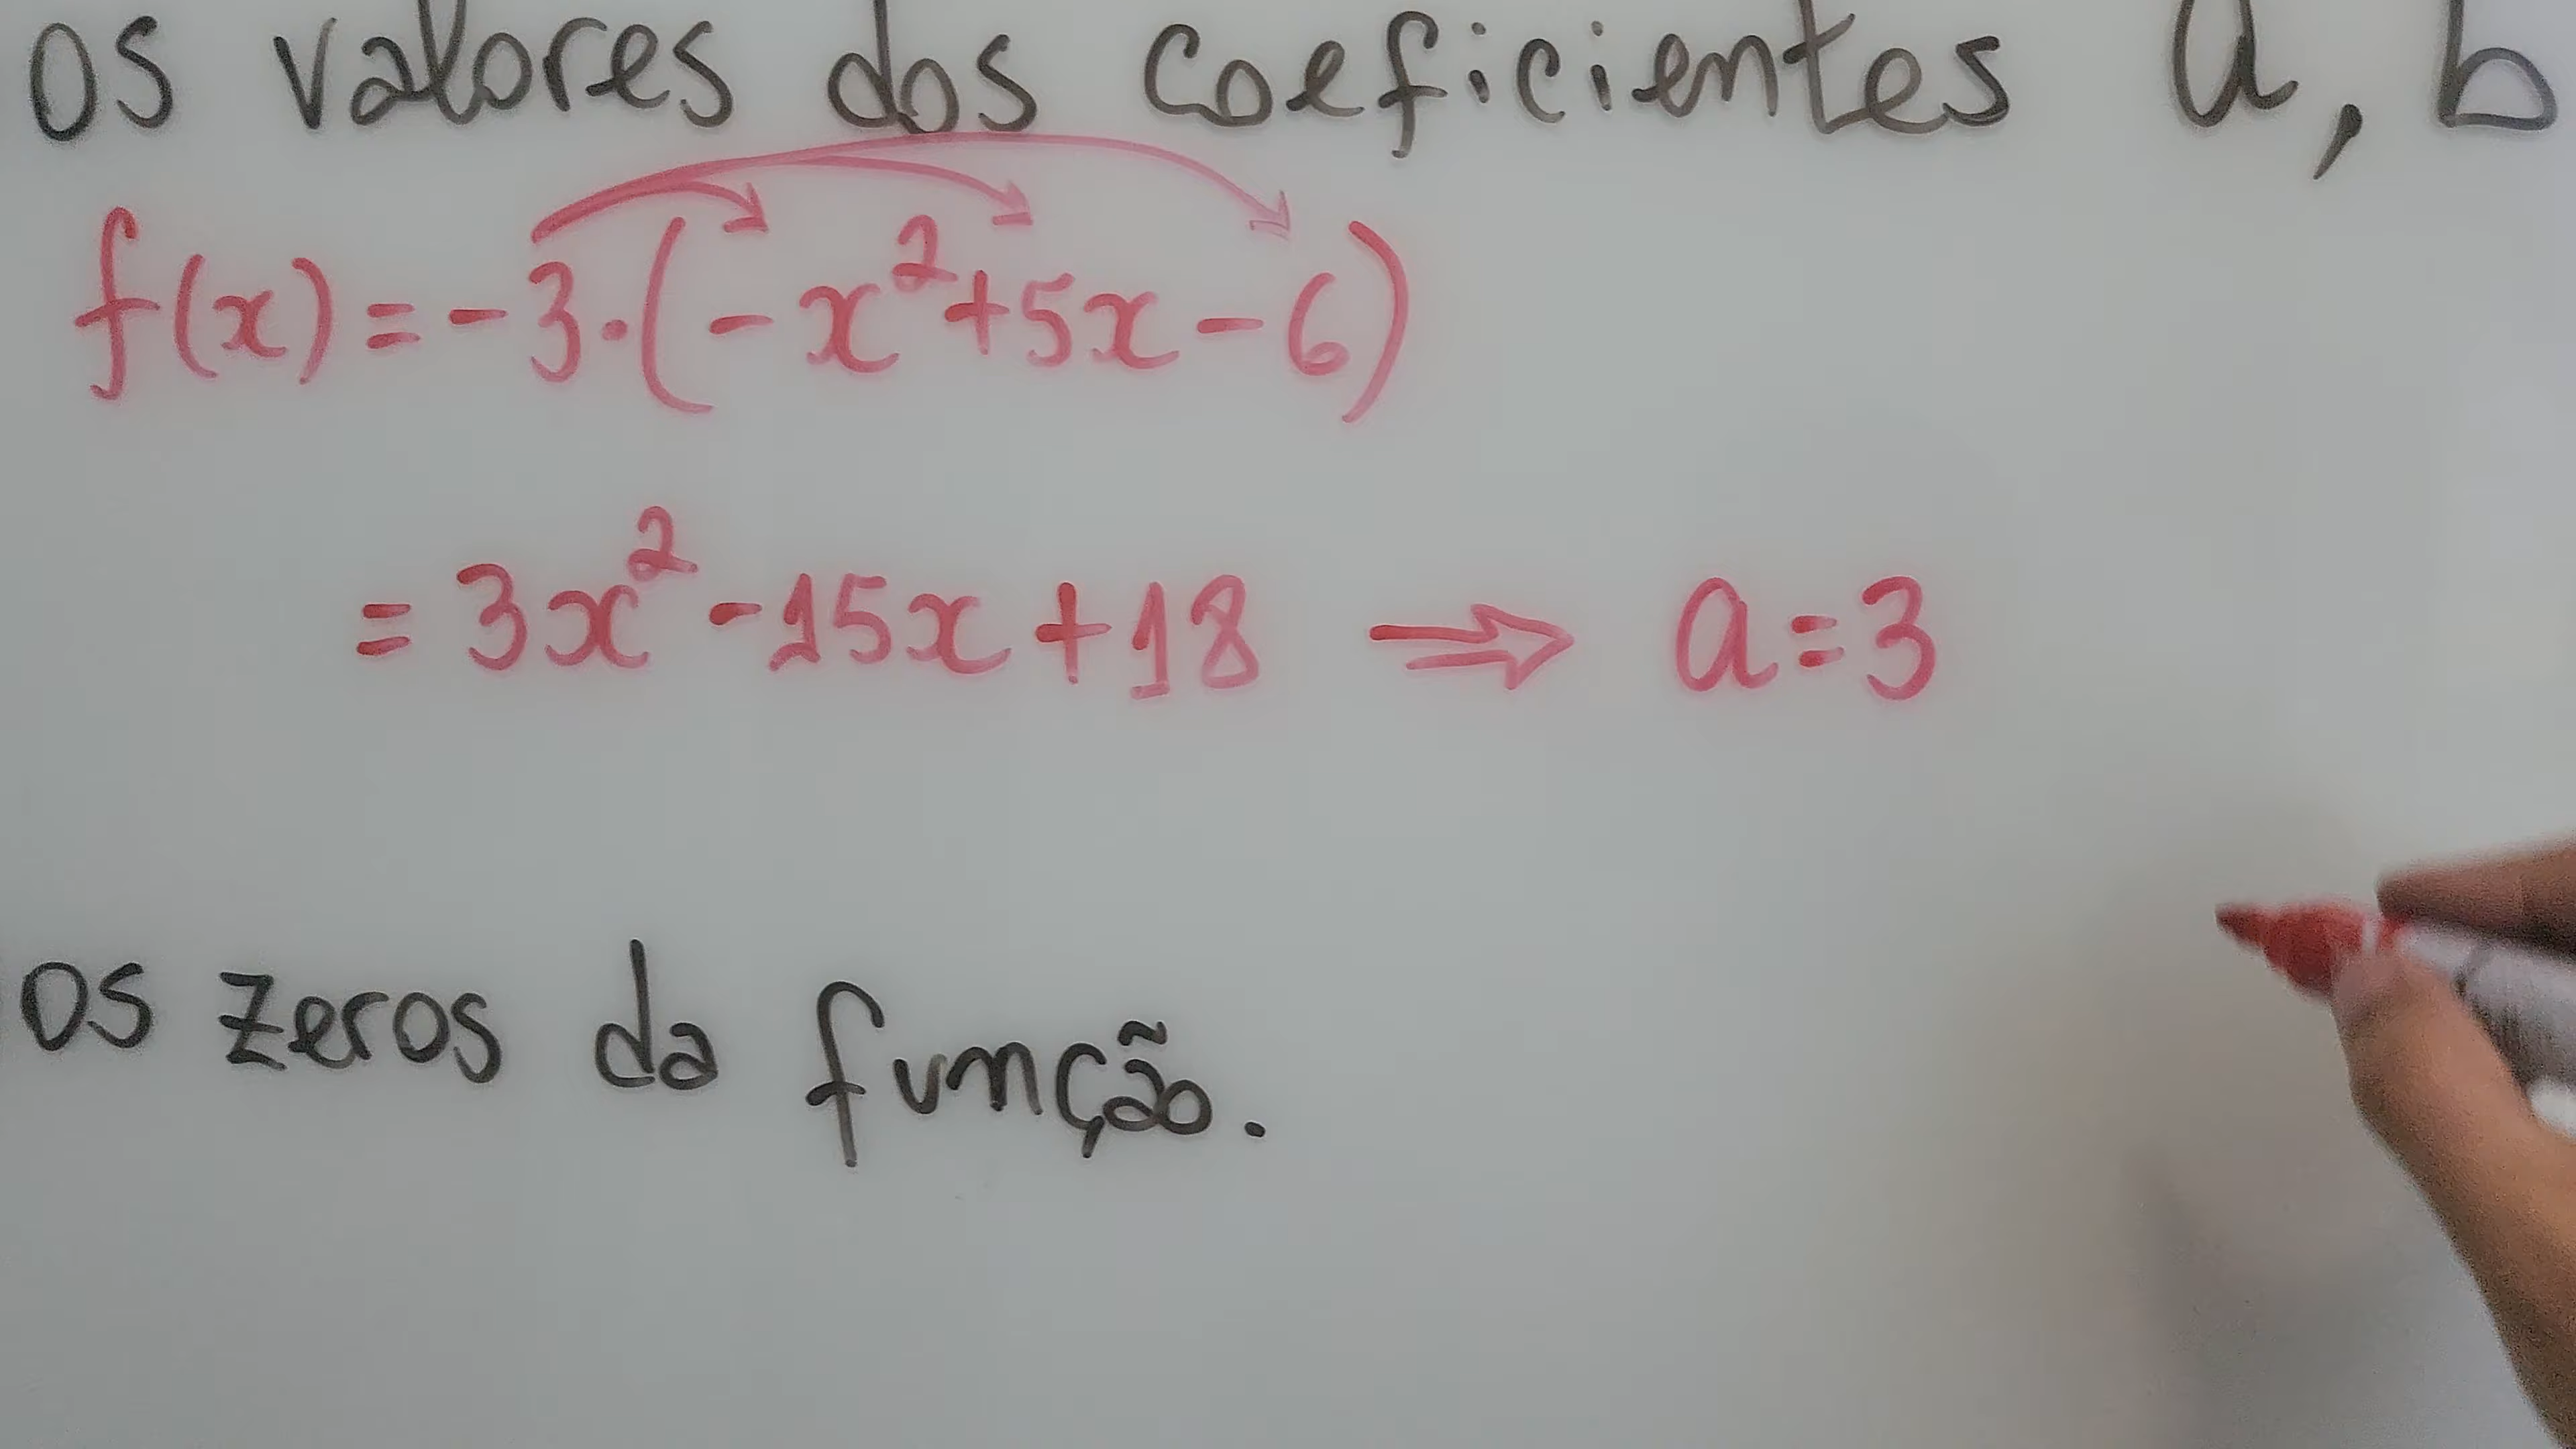 os valores dos coeficientes a, b
f(x) = -3·(-x²+5x-6)
= 3x² -15x +18 ⇒ a=3
os zeros da função.